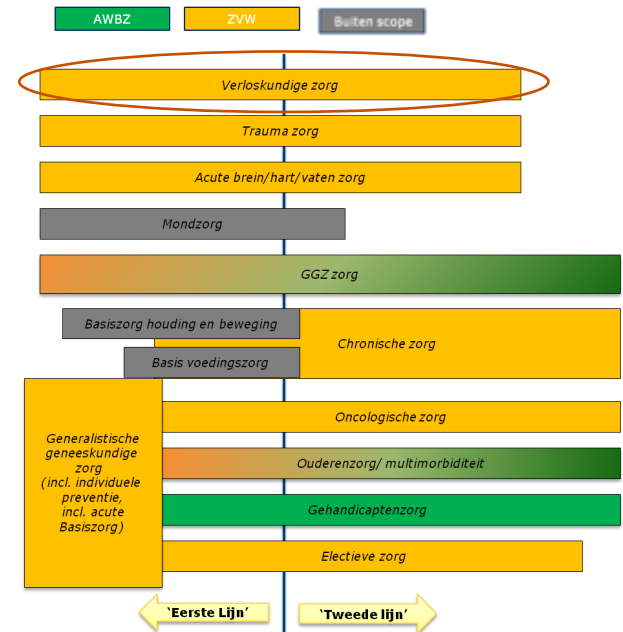 AWBZ
ZVW
Buiten scope
Verloskundige zorg
Trauma zorg
Acute brein/hart/vaten zorg
Mondzorg
GGZ zorg
Basiszorg houding en beweging
Chronische zorg
Basis voedingszorg
Generalistische
geneeskundige
zorg
(incl. individuele
preventie,
incl. acute
Basiszorg)
Oncologische zorg
Ouderenzorg/ multimorbiditeit
Gehandicaptenzorg
Electieve zorg
‘Eerste Lijn’
‘Tweede lijn’